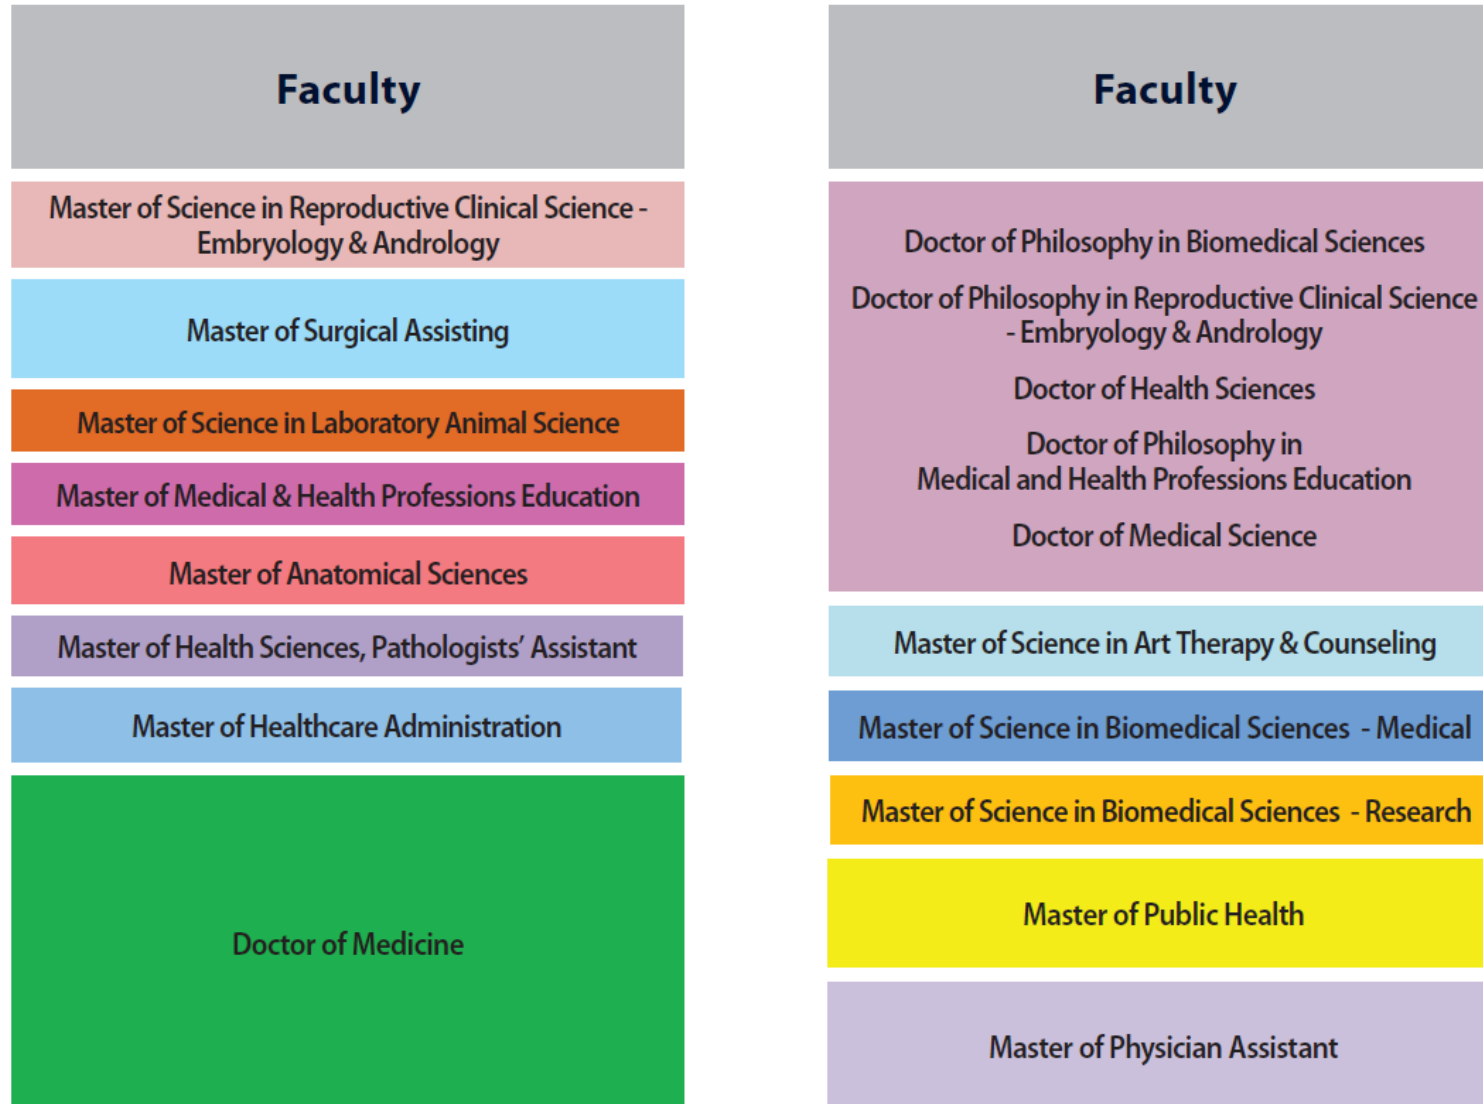 Faculty
Master of Science in Reproductive Clinical Science -
Embryology & Andrology
Master of Surgical Assisting
Master of Science in Laboratory Animal Science
Master of Medical & Health Professions Education
Master of Anatomical Sciences
Master of Health Sciences, Pathologists’ Assistant
Master of Healthcare Administration
Doctor of Medicine
Faculty
Doctor of Philosophy in Biomedical Sciences
Doctor of Philosophy in Reproductive Clinical Science
- Embryology & Andrology
Doctor of Health Sciences
Doctor of Philosophy in
Medical and Health Professions Education
Doctor of Medical Science
Master of Science in Art Therapy & Counseling
Master of Science in Biomedical Sciences - Medical
Master of Science in Biomedical Sciences - Research
Master of Public Health
Master of Physician Assistant